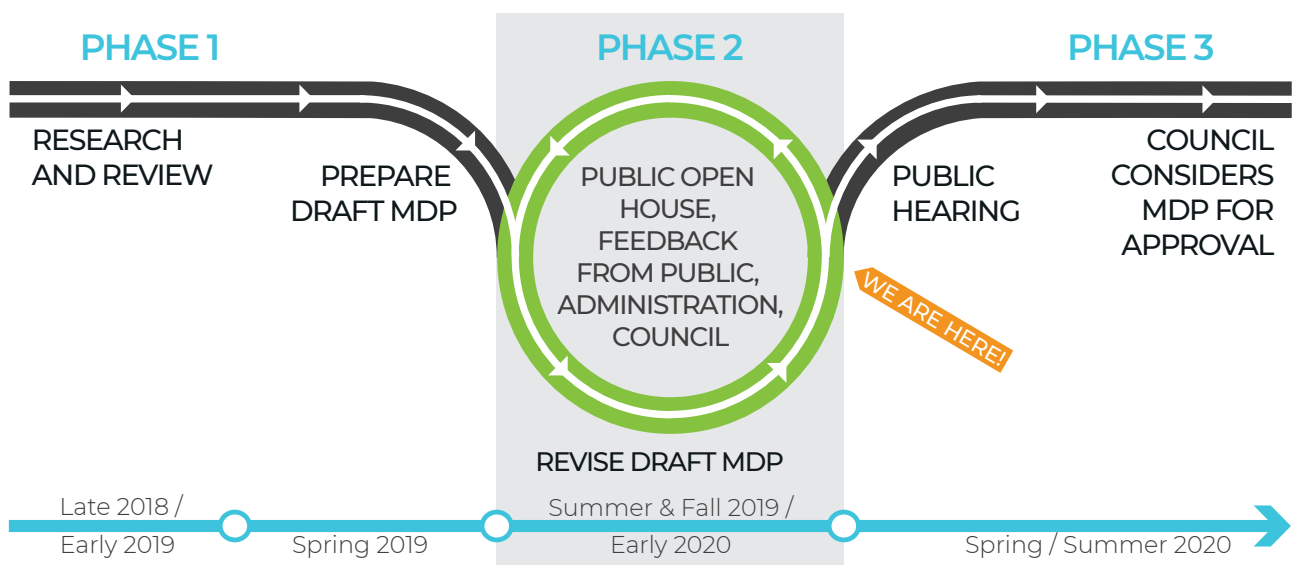 PHASE 1
RESEARCH
AND REVIEW
PREPARE
DRAFT MDP
PHASE 2
PUBLIC OPEN
HOUSE,
FEEDBACK
FROM PUBLIC,
ADMINISTRATION,
COUNCIL
REVISE DRAFT MDP
PHASE 3
PUBLIC
HEARING
COUNCIL
CONSIDERS
MDP FOR
APPROVAL
WE ARE HERE!
Late 2018 /
Early 2019
Spring 2019
Summer & Fall 2019 /
Early 2020
Spring / Summer 2020